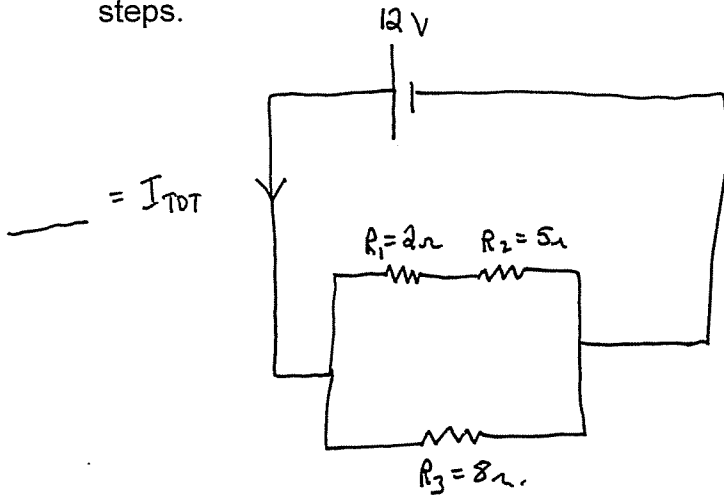 steps.
12 V
= I_TOT
R₁=2Ω R₂=5Ω
R₃=8Ω.